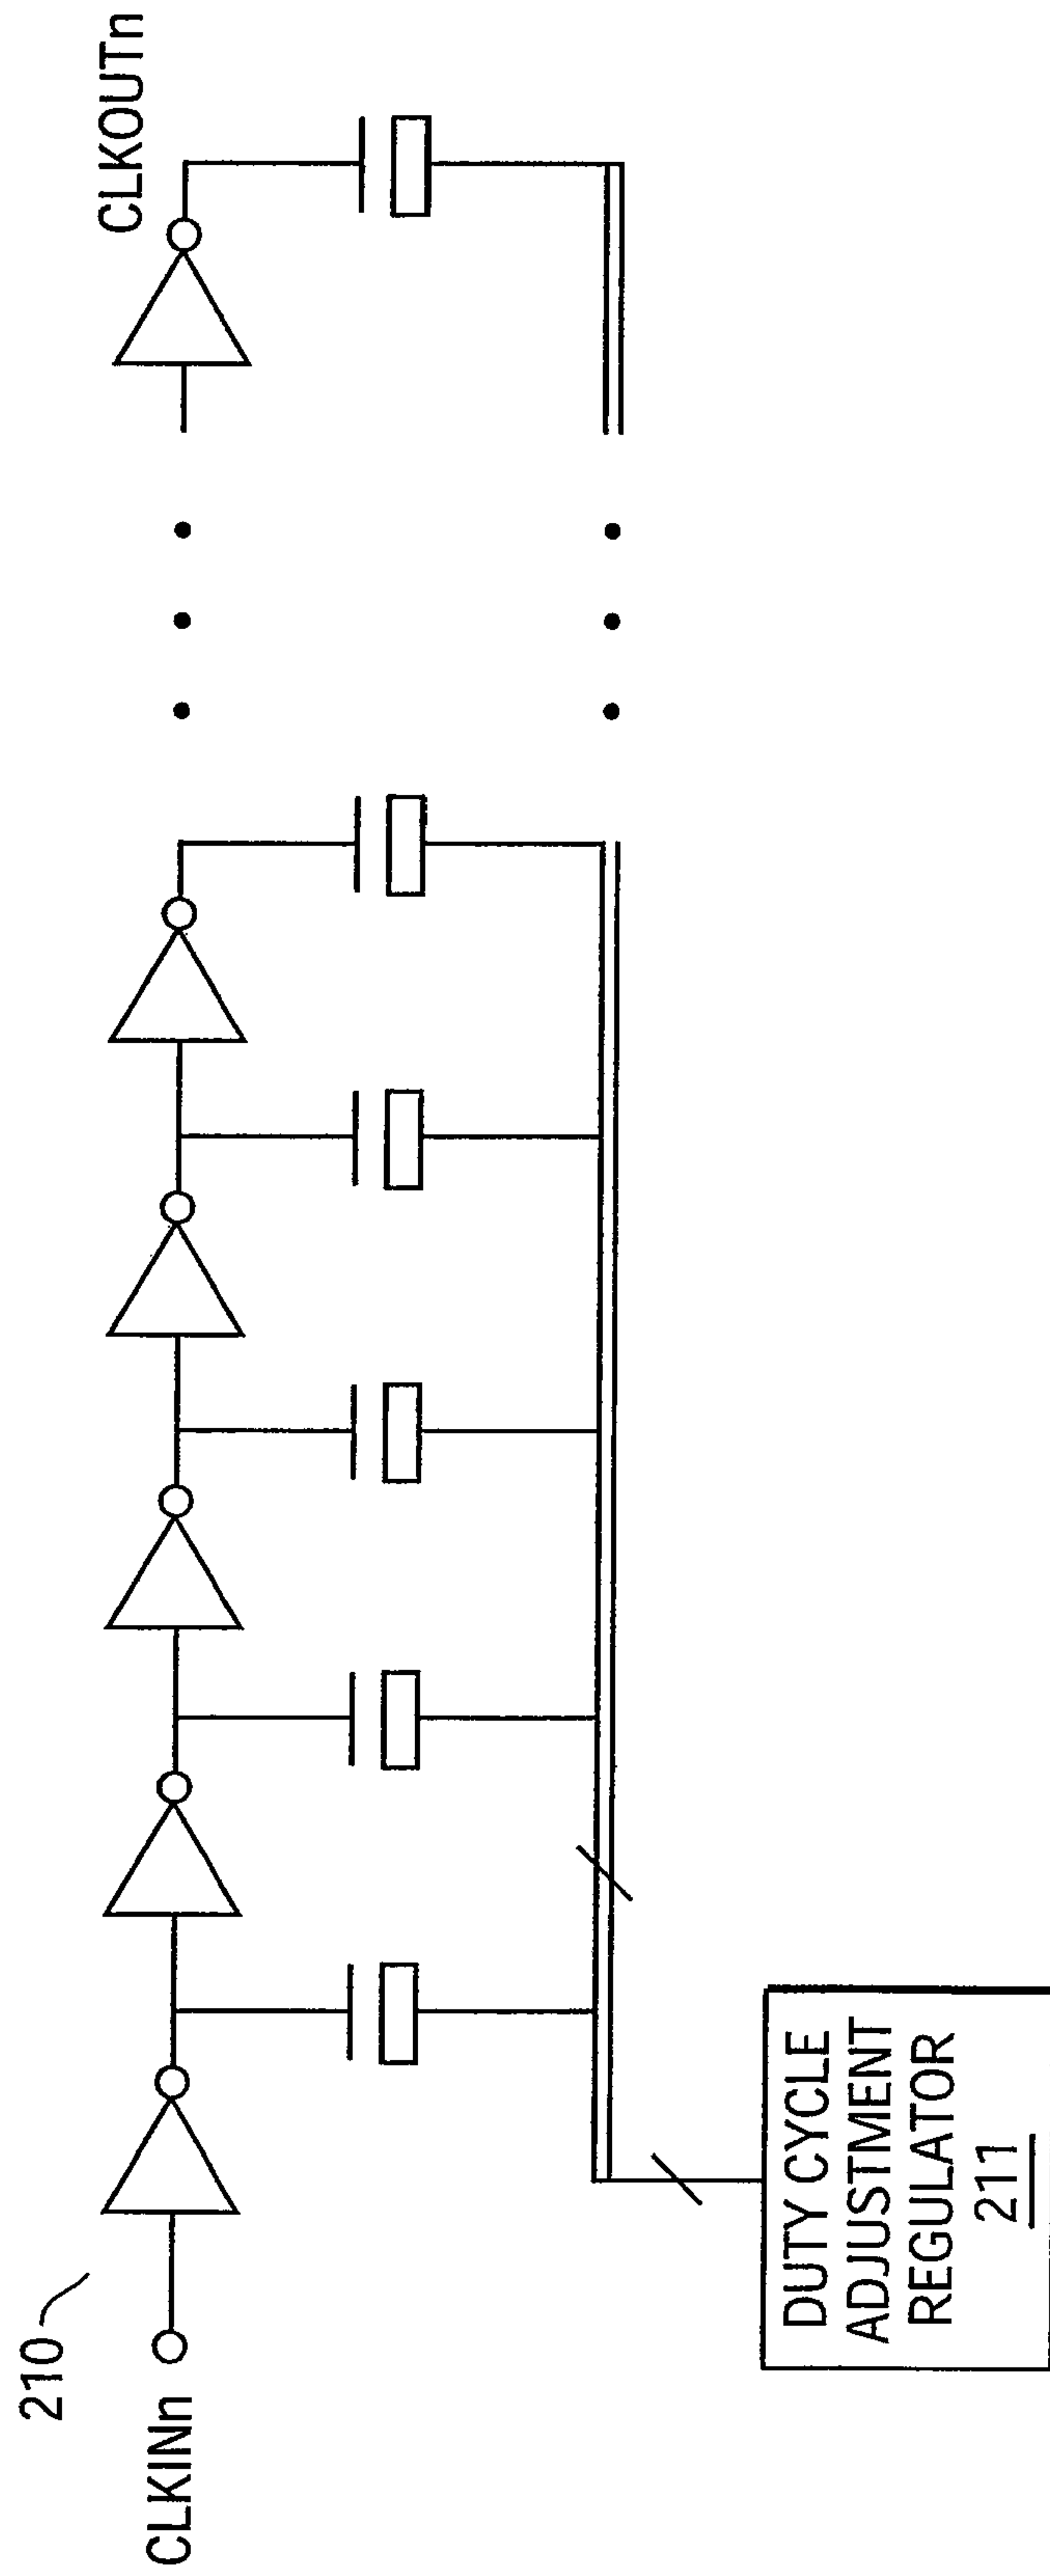 210
CLKINn
CLKOUTn
DUTY CYCLE
ADJUSTMENT
REGULATOR
211